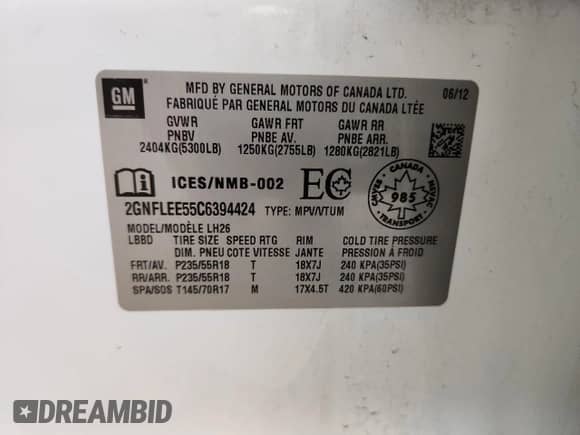 GM
MFD BY GENERAL MOTORS OF CANADA LTD. 06/12
FABRIQUÉ PAR GENERAL MOTORS DU CANADA LTÉE
GVWR GAWR FRT GAWR RR
PNBV PNBE AV. PNBE ARR.
2404KG(5300LB) 1250KG(2755LB) 1280KG(2821LB)
ICES/NMB-002 EC
CANADA
985
TRANSPORT
2GNFLEE55C6394424 TYPE: MPV/VTUM
MODEL/MODÈLE LH26
LBBD TIRE SIZE SPEED RTG RIM COLD TIRE PRESSURE
DIM. PNEU COTE VITESSE JANTE PRESSION À FROID
FRT/AV. P235/55R18 T 18X7J 240 KPA(35PSI)
RR/ARR. P235/55R18 T 18X7J 240 KPA(35PSI)
SPA/SOS T145/70R17 M 17X4.5T 420 KPA(60PSI)
DREAMBID